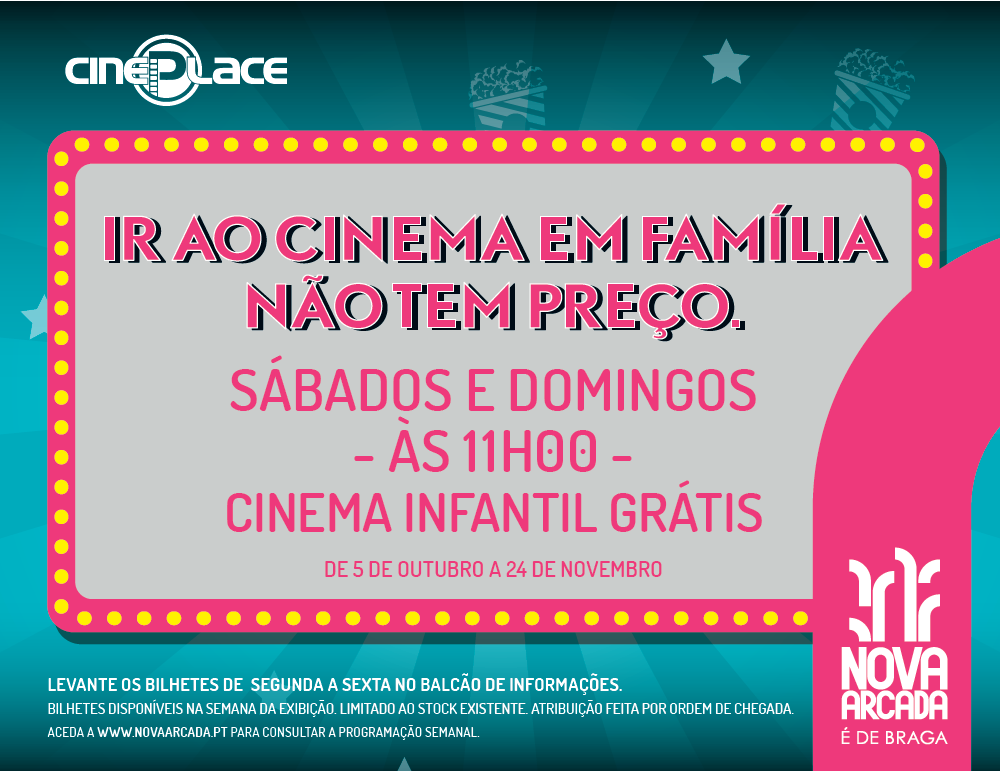 CINEPLACE
IR AO CINEMA EM FAMÍLIA
NÃO TEM PREÇO.
SÁBADOS E DOMINGOS
- ÀS 11H00 -
CINEMA INFANTIL GRÁTIS
DE 5 DE OUTUBRO A 24 DE NOVEMBRO
LEVANTE OS BILHETES DE SEGUNDA A SEXTA NO BALCÃO DE INFORMAÇÕES.
BILHETES DISPONÍVEIS NA SEMANA DA EXIBIÇÃO. LIMITADO AO STOCK EXISTENTE. ATRIBUIÇÃO FEITA POR ORDEM DE CHEGADA.
ACEDA A WWW.NOVAARCADA.PT PARA CONSULTAR A PROGRAMAÇÃO SEMANAL.
NOVA
ARCADA
É DE BRAGA